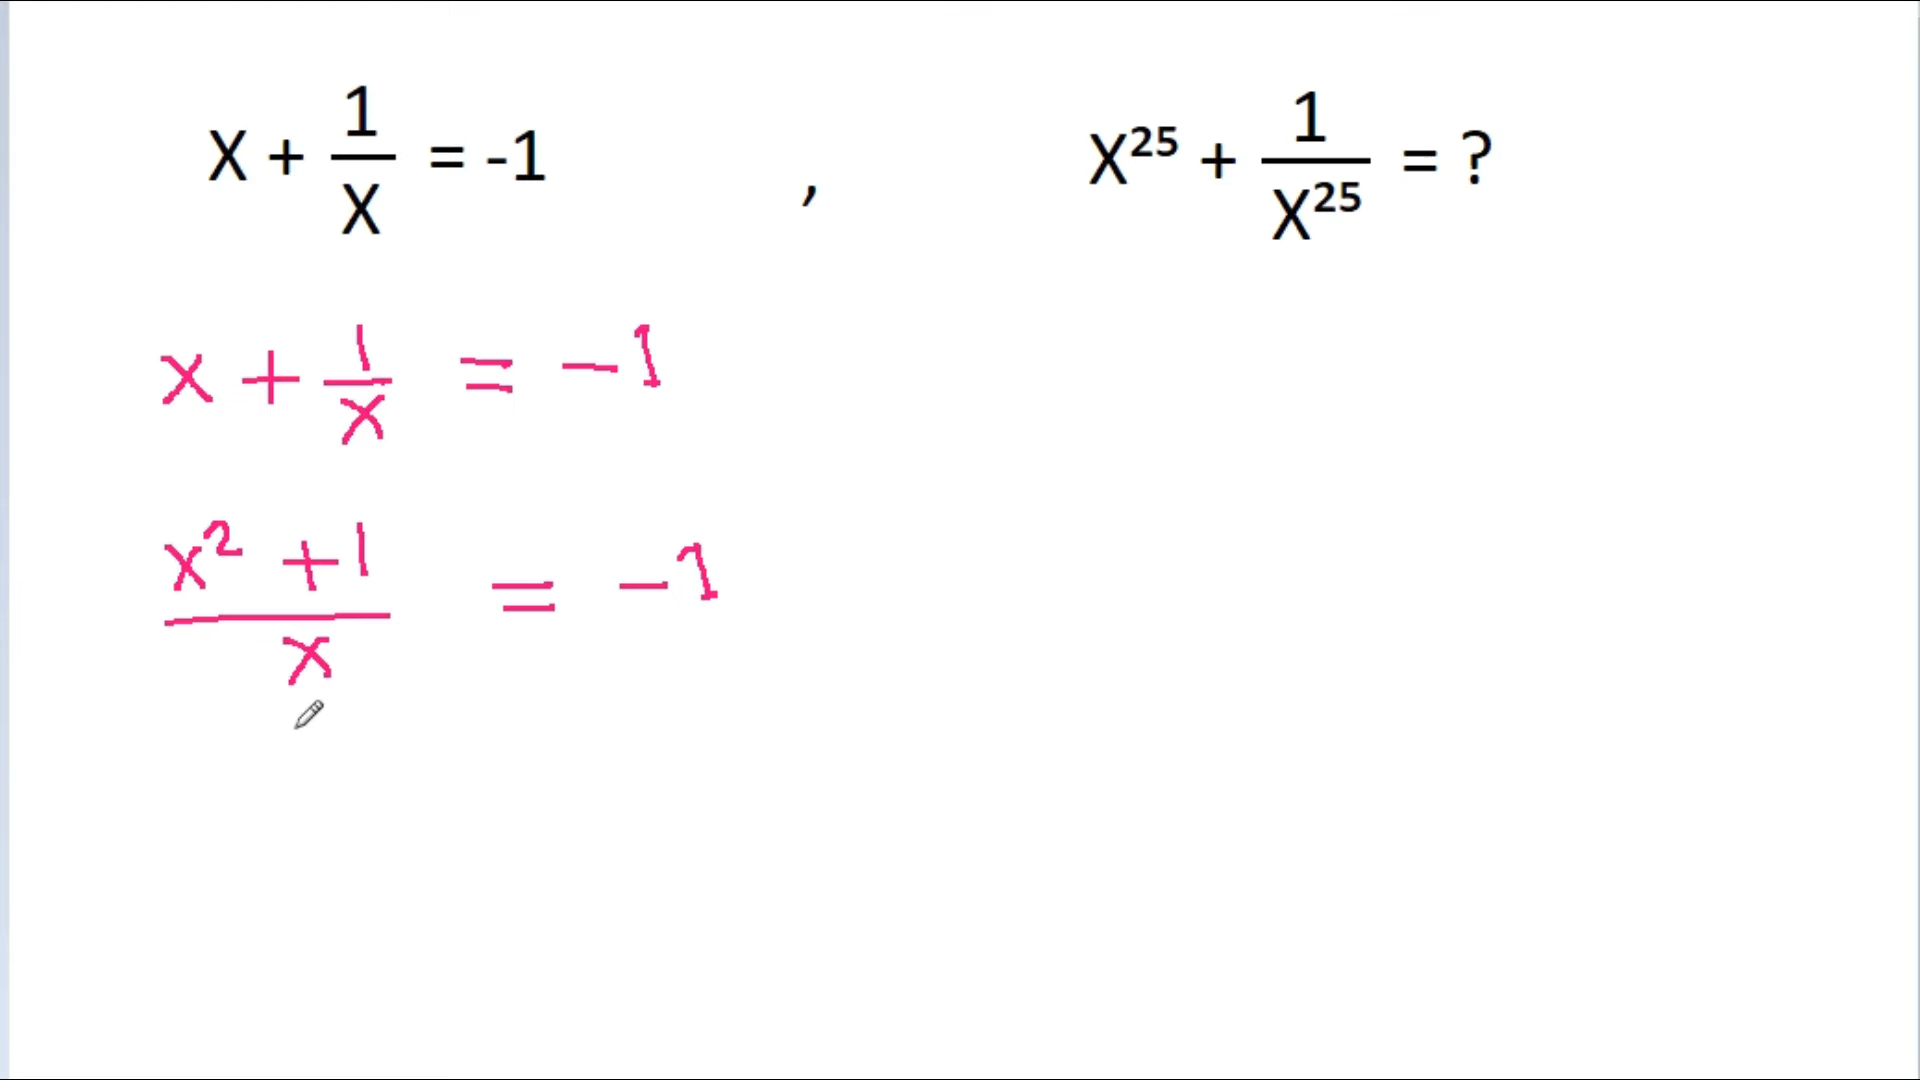 X + 1/X = -1 , X²⁵ + 1/X²⁵ = ?
x + 1/x = -1
x² + 1/x = -1